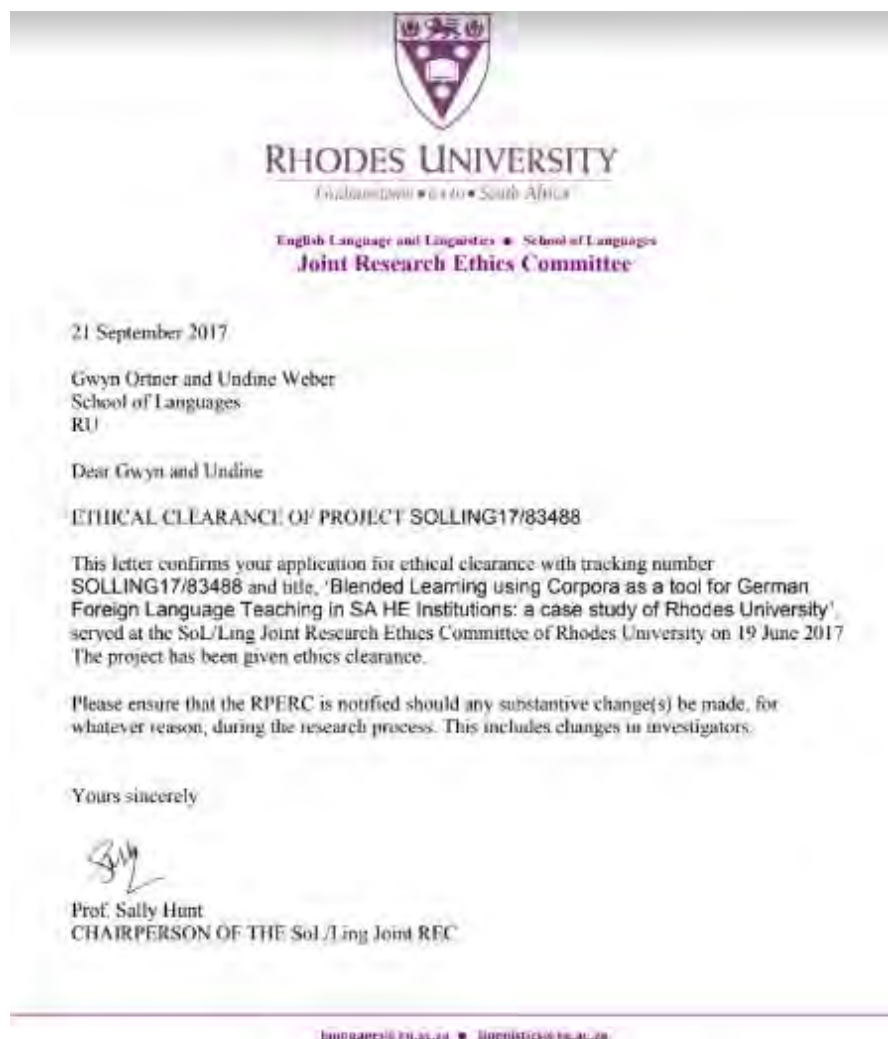 RHODES UNIVERSITY
South Africa
English Language and Linguistics • School of Languages
Joint Research Ethics Committee
21 September 2017
Gwyn Ortner and Undine Weber
School of Languages
RU
Dear Gwyn and Undine
ETHICAL CLEARANCE OF PROJECT SOLLING17/83488
This letter confirms your application for ethical clearance with tracking number
SOLLING17/83488 and title, 'Blended Learning using Corpora as a tool for German
Foreign Language Teaching in SA HE Institutions: a case study of Rhodes University',
served at the SoL/Ling Joint Research Ethics Committee of Rhodes University on 19 June 2017
The project has been given ethics clearance.
Please ensure that the RPERC is notified should any substantive change(s) be made, for
whatever reason, during the research process. This includes changes in investigators.
Yours sincerely
Prof. Sally Hunt
CHAIRPERSON OF THE SoL/Ling Joint REC